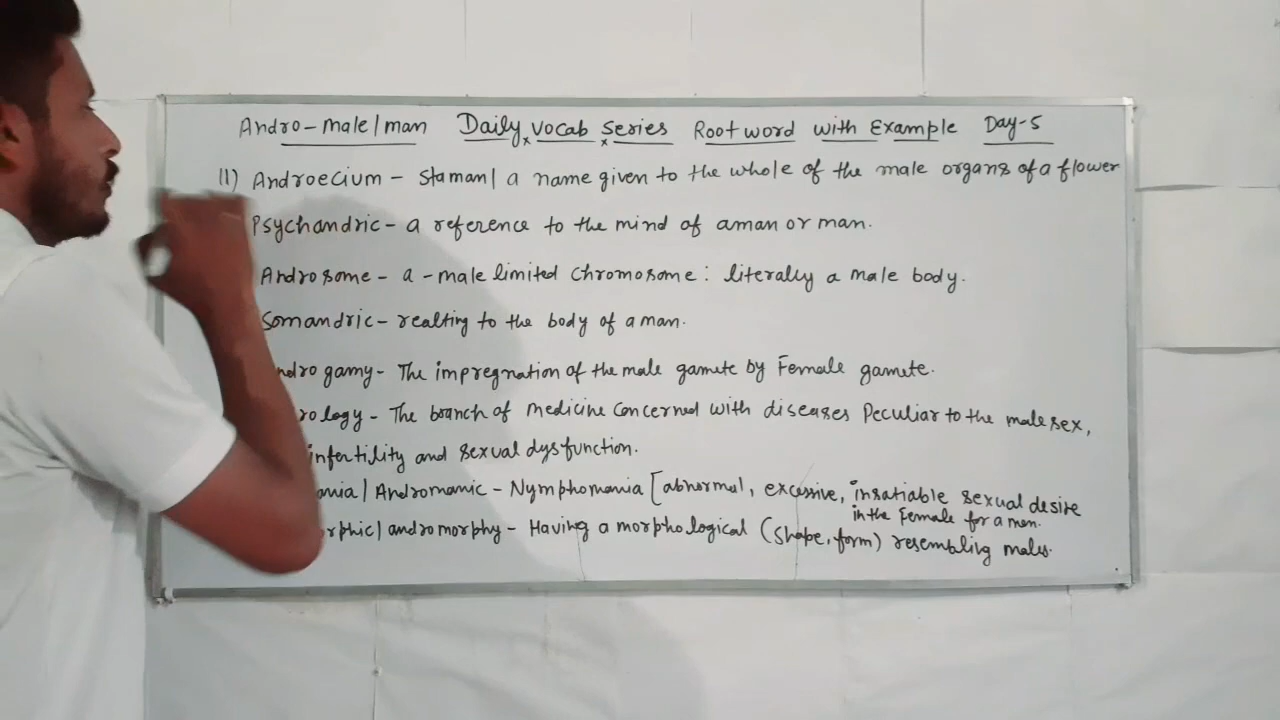 Andro-male/man Daily vocab series Root word with Example Day-5
11) Androecium - Staman/ a name given to the whole of the male organs of a flower
Psychandric - a reference to the mind of aman or man.
Androsome - a -male limited chromosome: literally a male body.
Somandric - realting to the body of a man.
ndrogamy - The impregnation of the male gamete by Female gamete.
rology - The branch of medicine concerned with diseases Peculiar to the male sex,
infertility and sexual dysfunction.
ania/ Andromanic - Nymphomania [abnormal, excessive, insatiable sexual desire
in the Female for a men.
rphic/ andromorphy - Having a morphological (shape, form) resembling males.